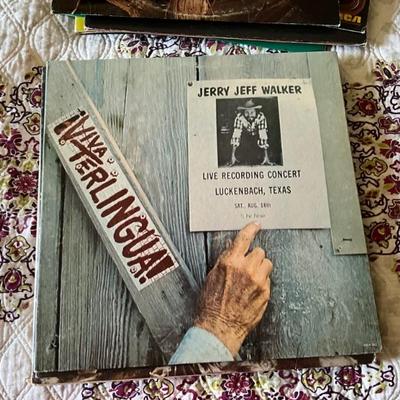 ¡VIVA
TERLINGUA!
JERRY JEFF WALKER
LIVE RECORDING CONCERT
LUCKENBACH, TEXAS
SAT., AUG. 18th